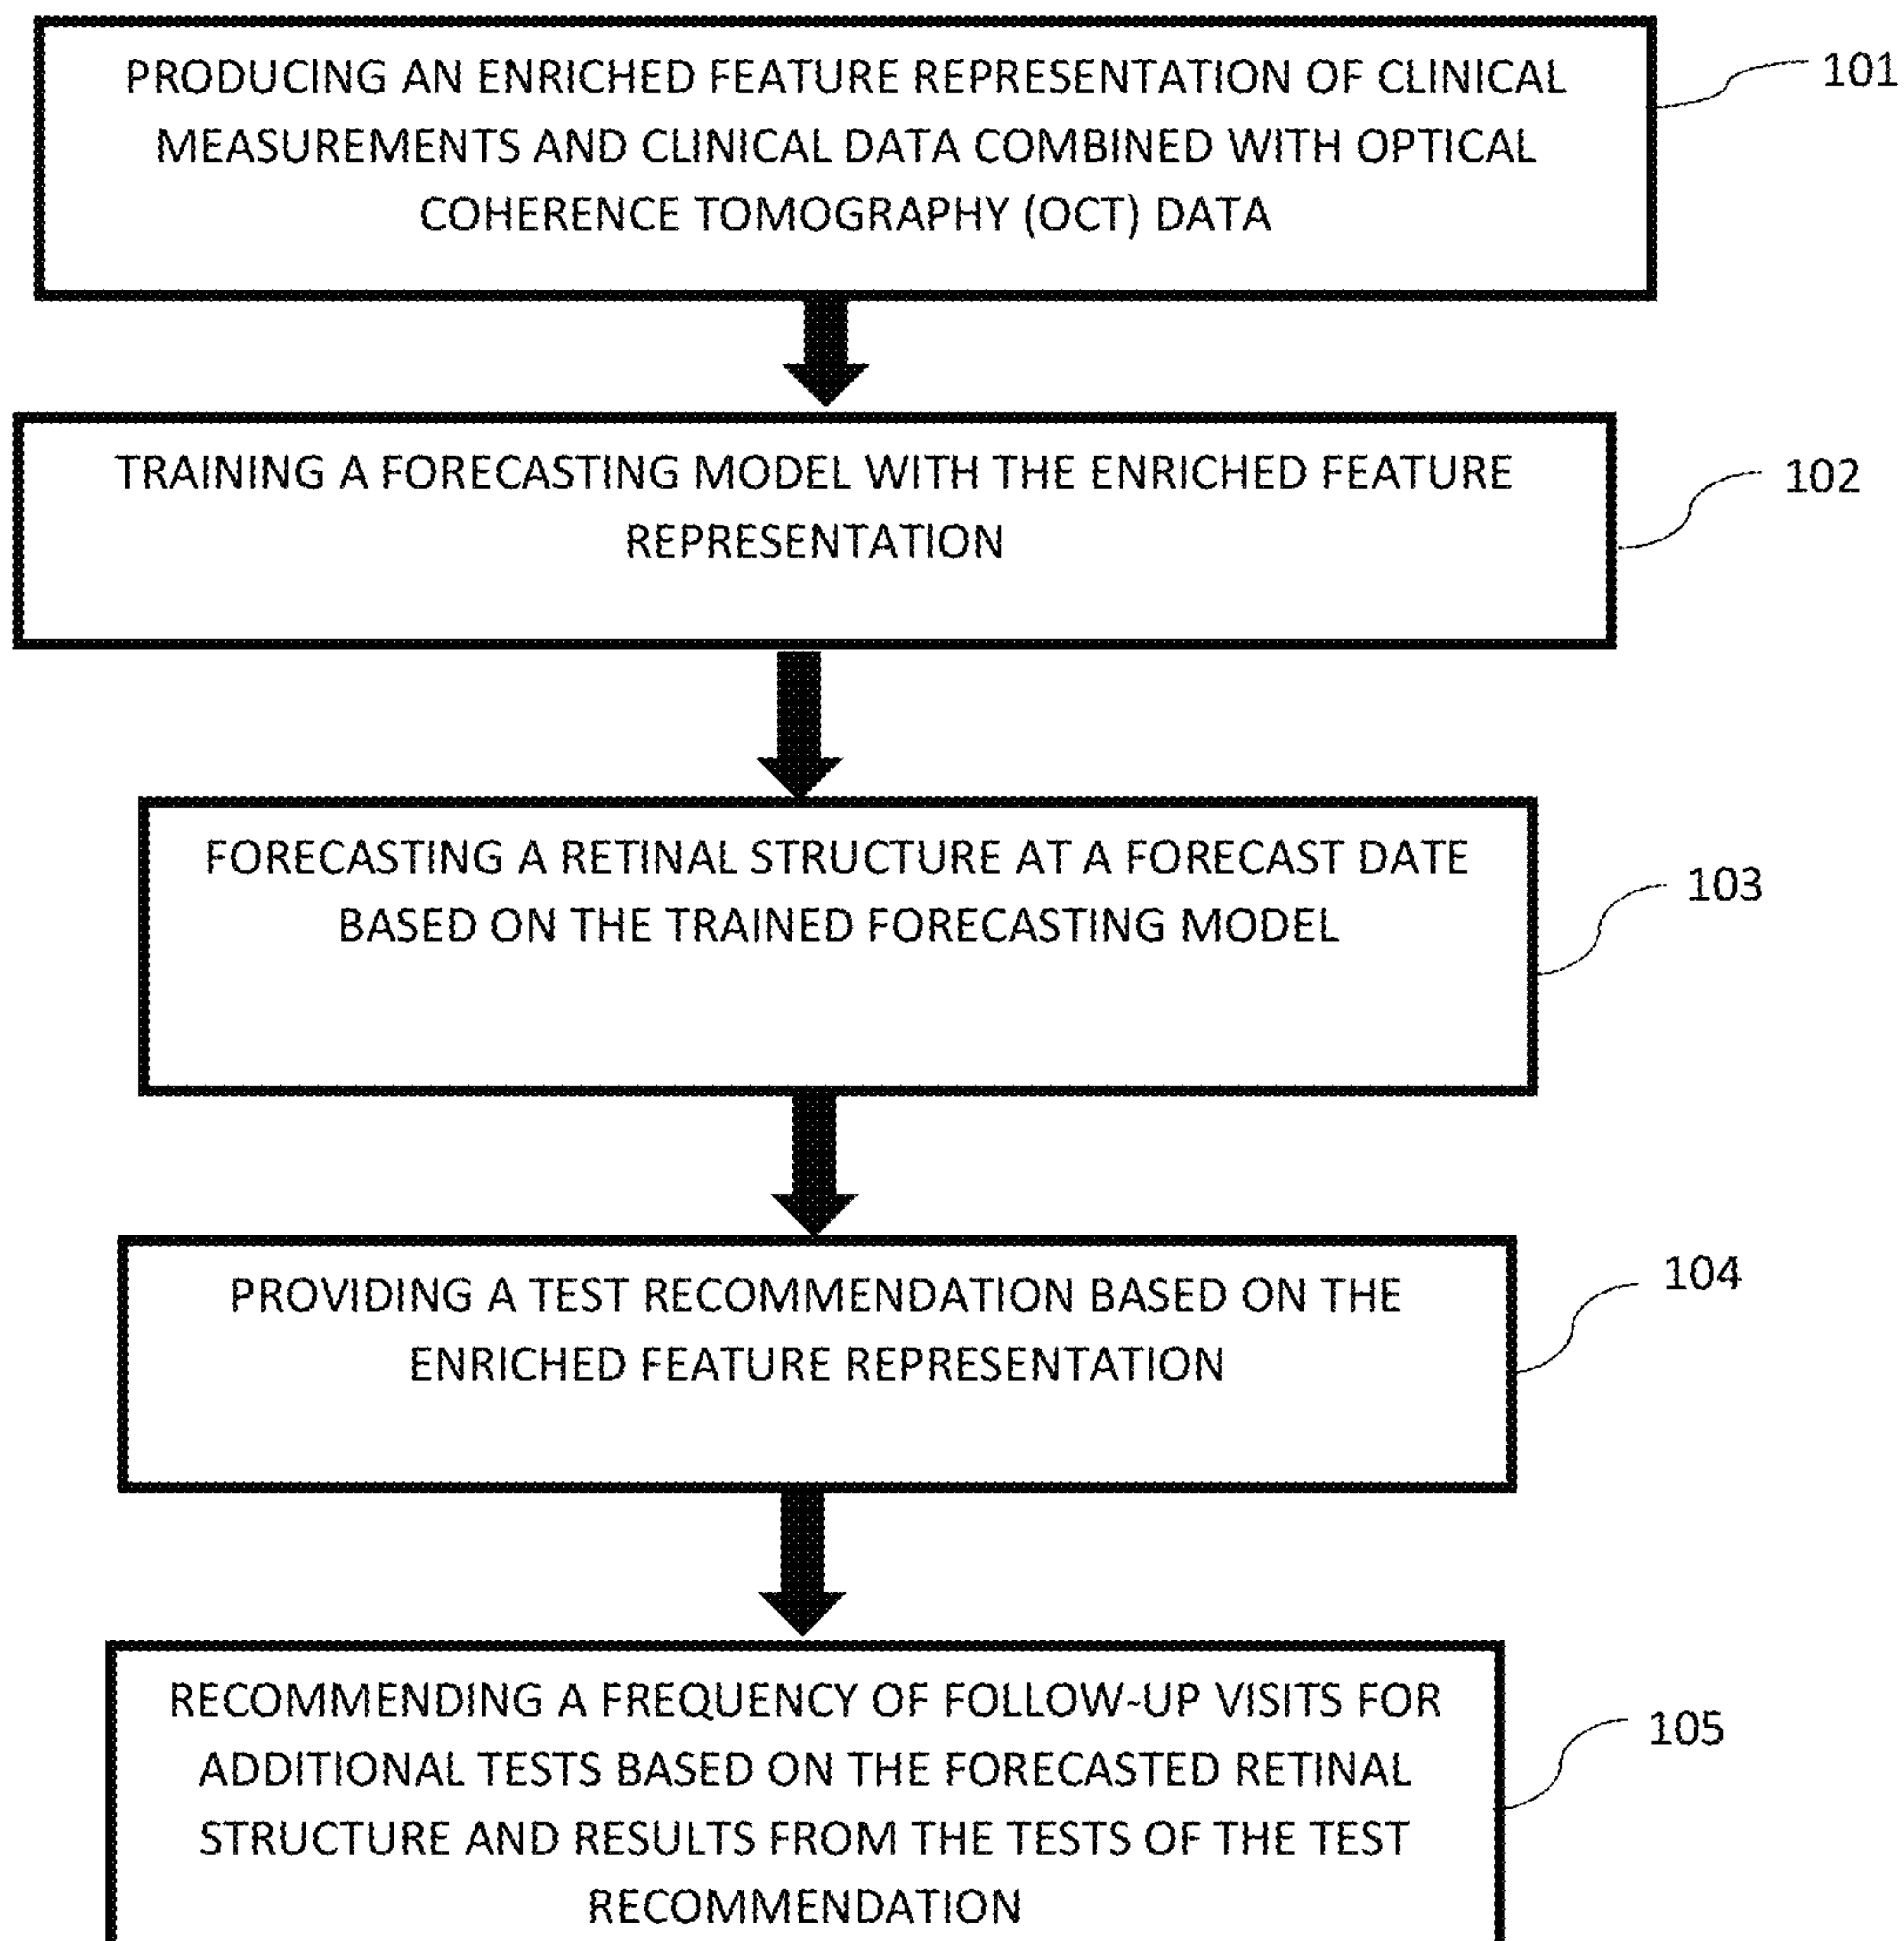 PRODUCING AN ENRICHED FEATURE REPRESENTATION OF CLINICAL
MEASUREMENTS AND CLINICAL DATA COMBINED WITH OPTICAL
COHERENCE TOMOGRAPHY (OCT) DATA
101
TRAINING A FORECASTING MODEL WITH THE ENRICHED FEATURE
REPRESENTATION
102
FORECASTING A RETINAL STRUCTURE AT A FORECAST DATE
BASED ON THE TRAINED FORECASTING MODEL
103
PROVIDING A TEST RECOMMENDATION BASED ON THE
ENRICHED FEATURE REPRESENTATION
104
RECOMMENDING A FREQUENCY OF FOLLOW-UP VISITS FOR
ADDITIONAL TESTS BASED ON THE FORECASTED RETINAL
STRUCTURE AND RESULTS FROM THE TESTS OF THE TEST
RECOMMENDATION
105